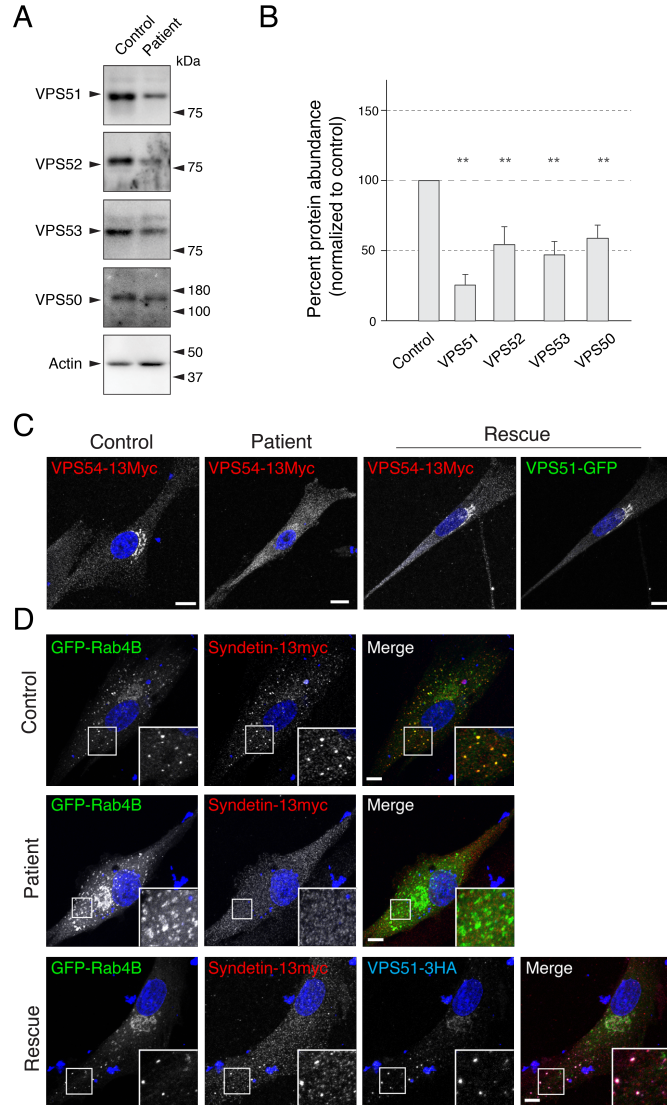 A
Control
Patient
kDa
VPS51
75
VPS52
75
VPS53
75
VPS50
180
100
Actin
50
37
B
Percent protein abundance
(normalized to control)
150
100
50
0
** ** ** **
Control
VPS51
VPS52
VPS53
VPS50
C
Control
Patient
Rescue
VPS54-13Myc
VPS54-13Myc
VPS54-13Myc
VPS51-GFP
D
Control
GFP-Rab4B
Syndetin-13myc
Merge
Patient
GFP-Rab4B
Syndetin-13myc
Merge
Rescue
GFP-Rab4B
Syndetin-13myc
VPS51-3HA
Merge